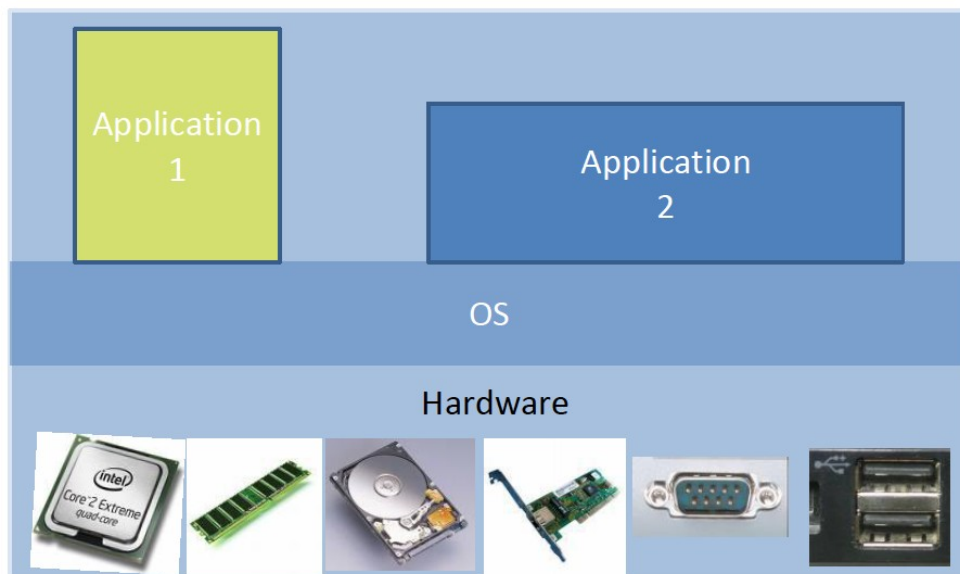 Application
1
Application
2
OS
Hardware
intel
Core 2 Extreme
quad-core